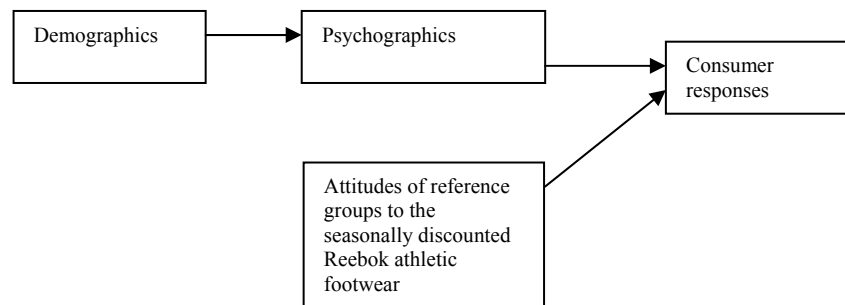 Demographics
Psychographics
Consumer
responses
Attitudes of reference
groups to the
seasonally discounted
Reebok athletic
footwear